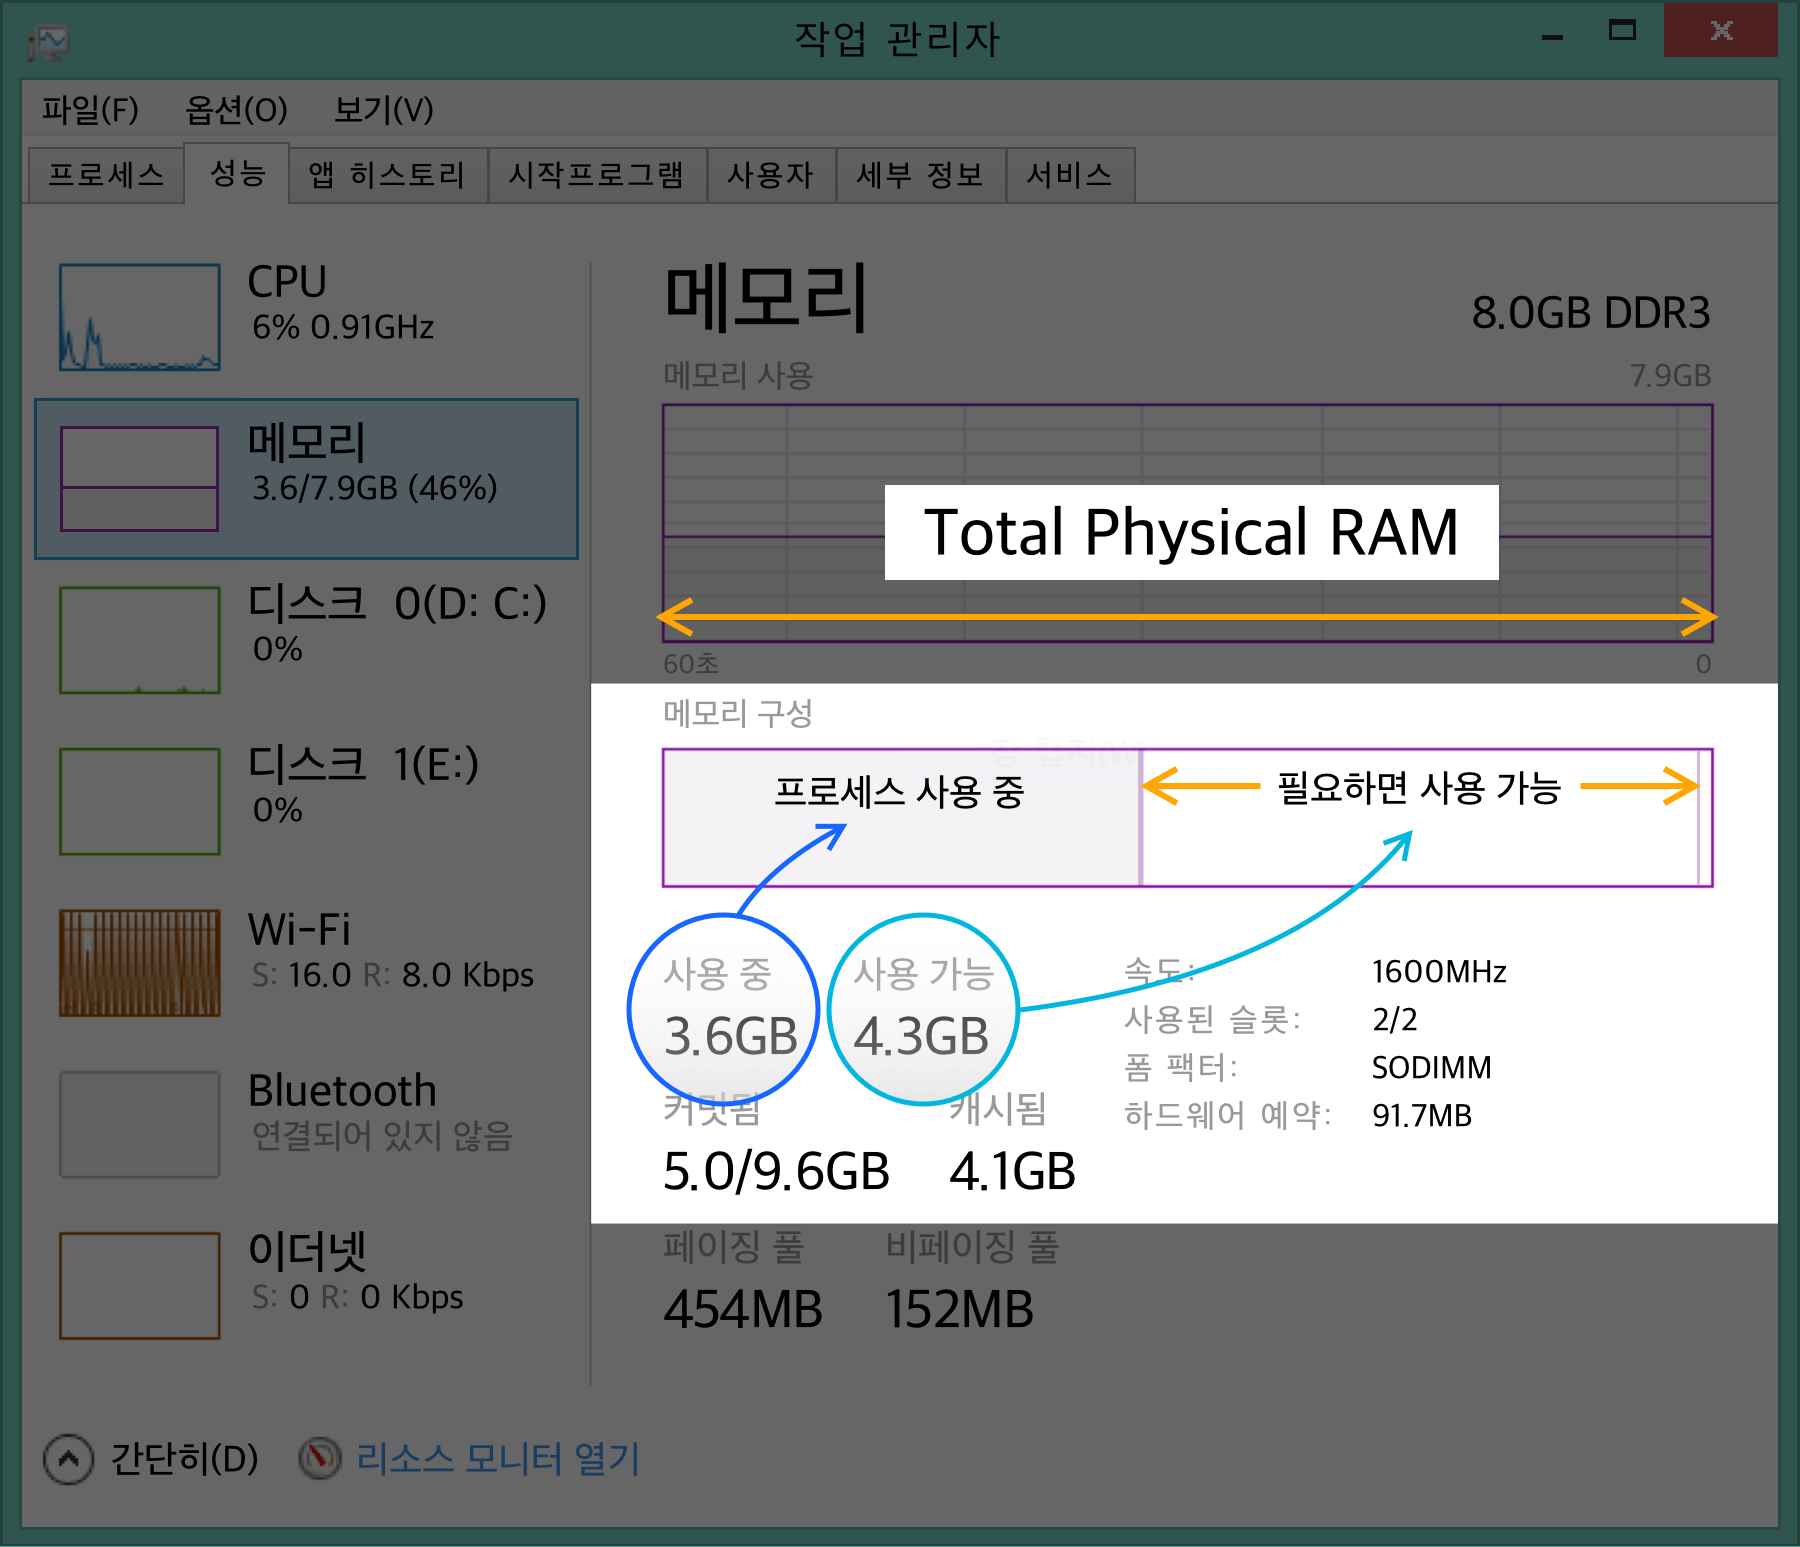 작업 관리자
파일(F) 옵션(O) 보기(V)
프로세스 성능 앱 히스토리 시작프로그램 사용자 세부 정보 서비스
CPU
6% 0.91GHz
메모리
3.6/7.9GB (46%)
디스크 0(D: C:)
0%
디스크 1(E:)
0%
Wi-Fi
S: 16.0 R: 8.0 Kbps
Bluetooth
연결되어 있지 않음
이더넷
S: 0 R: 0 Kbps
메모리
8.0GB DDR3
메모리 사용 7.9GB
Total Physical RAM
60초 0
메모리 구성
프로세스 사용 중 필요하면 사용 가능
사용 중 사용 가능
3.6GB 4.3GB
커밋됨 캐시됨
5.0/9.6GB 4.1GB
속도: 1600MHz
사용된 슬롯: 2/2
폼 팩터: SODIMM
하드웨어 예약: 91.7MB
페이징 풀 비페이징 풀
454MB 152MB
간단히(D) 리소스 모니터 열기